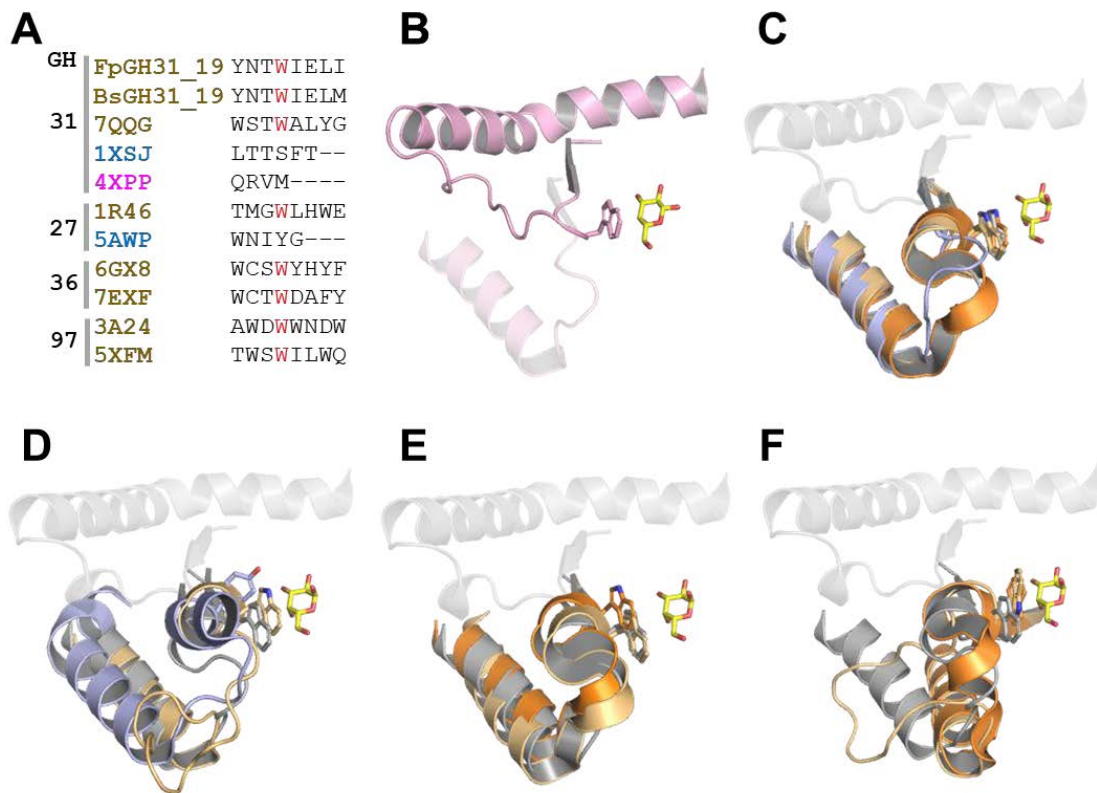 A
GH
FpGH31_19 YNTWIELI
BsGH31_19 YNTWIELM
31
7QQG WSTWALYG
1XSJ LTTSFT--
4XPP QRVM----
27
1R46 TMGWLHWE
5AWP WNIYG---
36
6GX8 WCSWYHYF
7EXF WCTWDAFY
97
3A24 AWDWWNDW
5XFM TWSWILWQ
B
C
D
E
F